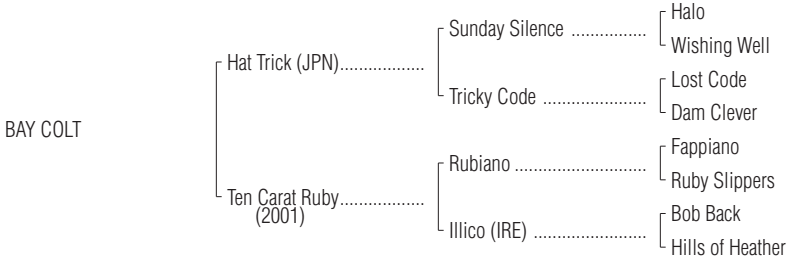 Halo
Sunday Silence ................
Wishing Well
Hat Trick (JPN)..................
Lost Code
Tricky Code ......................
Dam Clever
BAY COLT
Fappiano
Rubiano ............................
Ruby Slippers
Ten Carat Ruby..................
(2001)
Bob Back
Illico (IRE) ........................
Hills of Heather